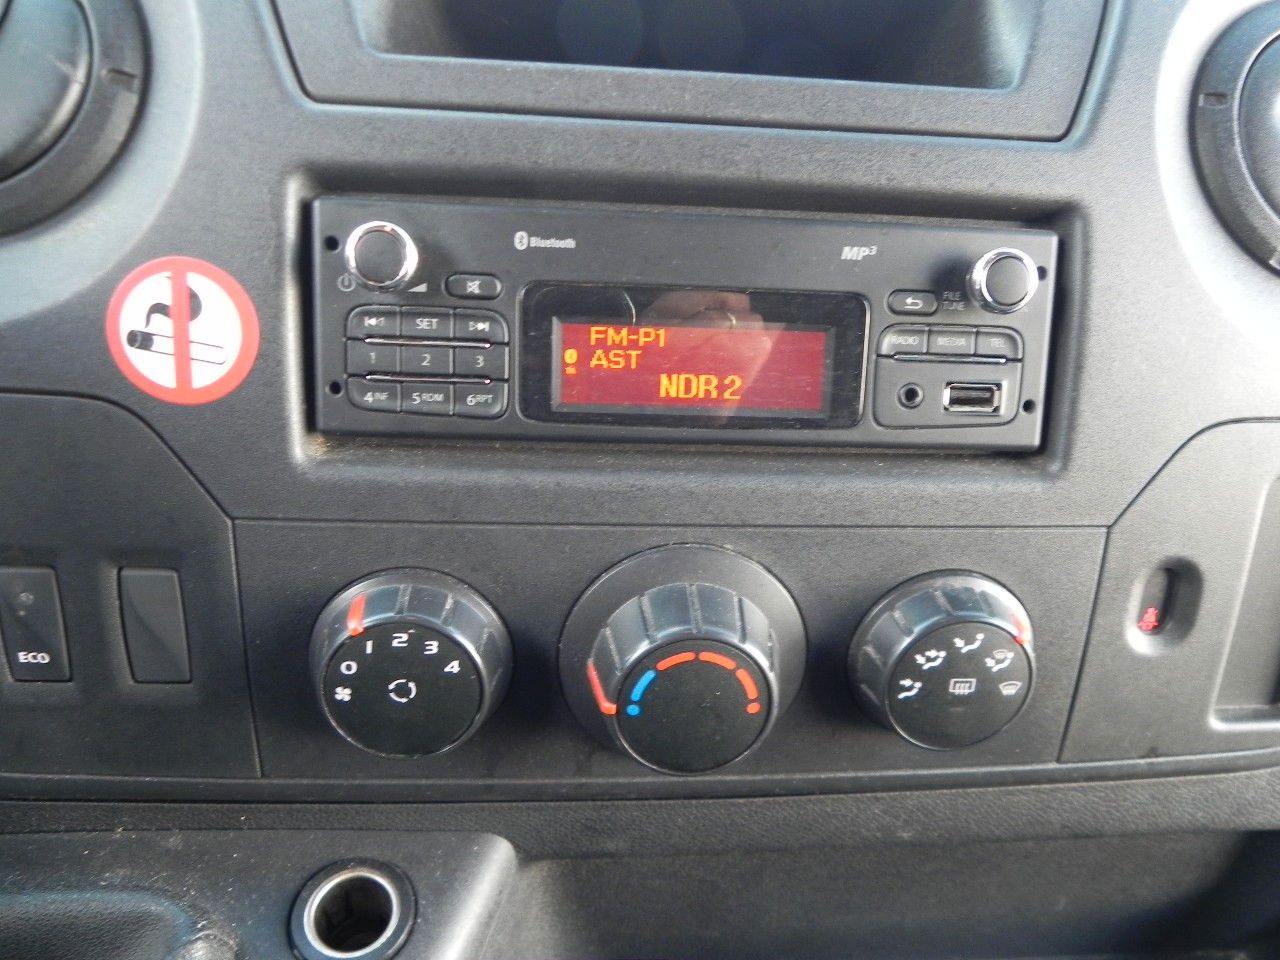 Bluetooth
MP3
FILE
TUNE
SET
RADIO MEDIA TEL
1 2 3
4INF 5RDM 6RPT
FM-P1
AST
NDR 2
ECO
0 1 2 3 4